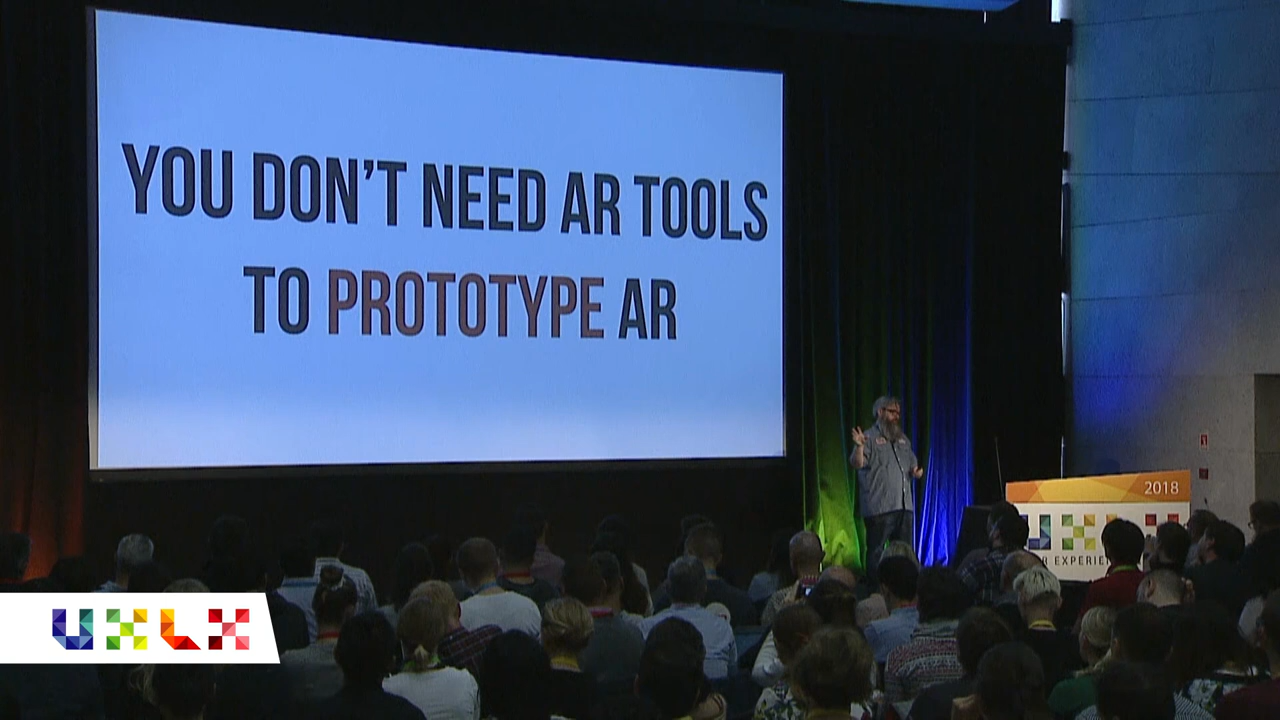 YOU DON'T NEED AR TOOLS
TO PROTOTYPE AR
2018
UXLX